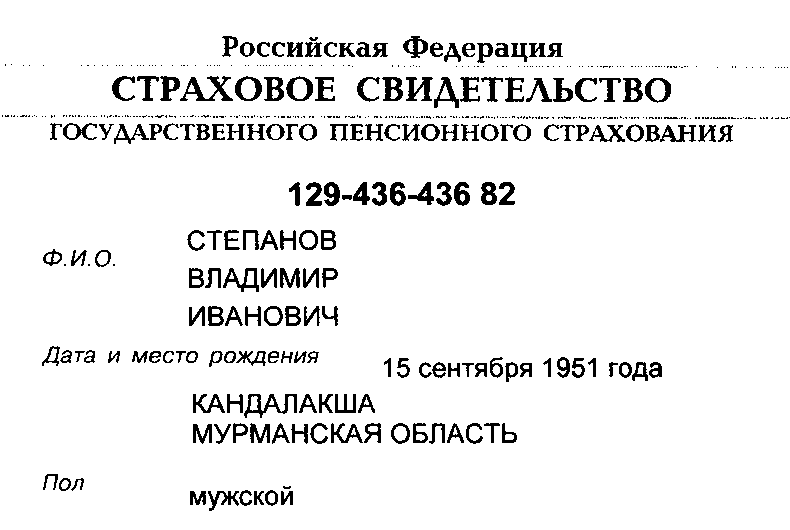 Российская Федерация
СТРАХОВОЕ СВИДЕТЕЛЬСТВО
ГОСУДАРСТВЕННОГО ПЕНСИОННОГО СТРАХОВАНИЯ
129-436-436 82
Ф.И.О.
СТЕПАНОВ
ВЛАДИМИР
ИВАНОВИЧ
Дата и место рождения 15 сентября 1951 года
КАНДАЛАКША
МУРМАНСКАЯ ОБЛАСТЬ
Пол мужской